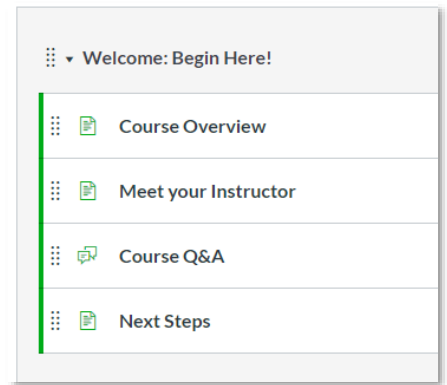 Welcome: Begin Here!
Course Overview
Meet your Instructor
Course Q&A
Next Steps